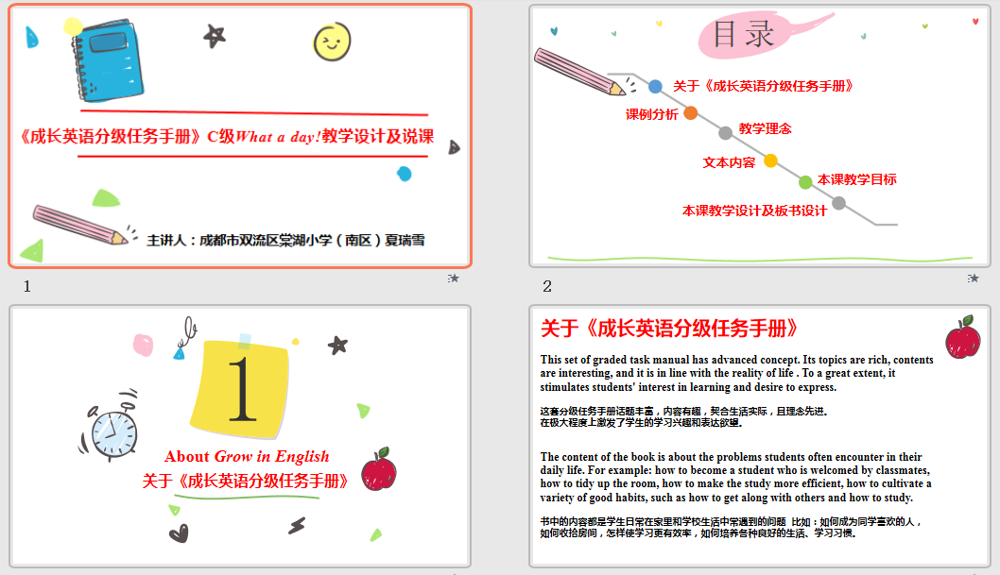 《成长英语分级任务手册》C级What a day!教学设计及说课
主讲人：成都市双流区棠湖小学（南区）夏瑞雪
1
目录
关于《成长英语分级任务手册》
课例分析
教学理念
文本内容
本课教学目标
本课教学设计及板书设计
2
1
About Grow in English
关于《成长英语分级任务手册》
关于《成长英语分级任务手册》
This set of graded task manual has advanced concept. Its topics are rich, contents
are interesting, and it is in line with the reality of life . To a great extent, it
stimulates students' interest in learning and desire to express.
这套分级任务手册话题丰富，内容有趣，契合生活实际，且理念先进。
在极大程度上激发了学生的学习兴趣和表达欲望。
The content of the book is about the problems students often encounter in their
daily life. For example: how to become a student who is welcomed by classmates,
how to tidy up the room, how to make the study more efficient, how to cultivate a
variety of good habits, such as how to get along with others and how to study.
书中的内容都是学生日常在家里和学校生活中常遇到的问题 比如：如何成为同学喜欢的人，
如何收拾房间，怎样使学习更有效率，如何培养各种良好的生活、学习习惯。